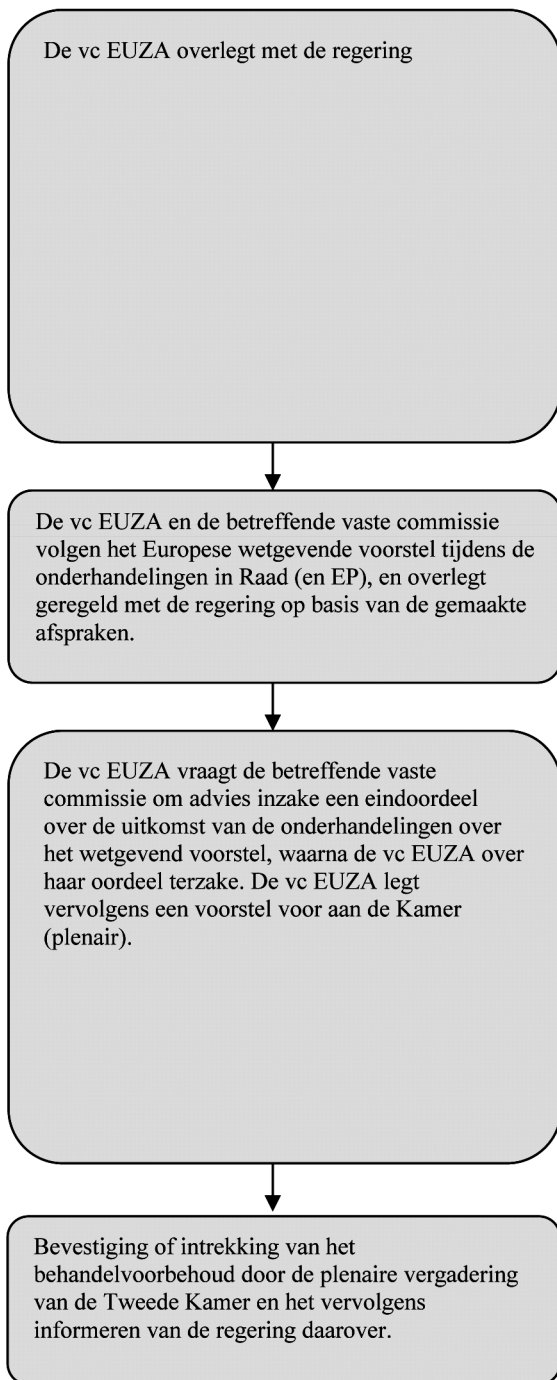 De vc EUZA overlegt met de regering
De vc EUZA en de betreffende vaste commissie
volgen het Europese wetgevende voorstel tijdens de
onderhandelingen in Raad (en EP), en overlegt
geregeld met de regering op basis van de gemaakte
afspraken.
De vc EUZA vraagt de betreffende vaste
commissie om advies inzake een eindoordeel
over de uitkomst van de onderhandelingen over
het wetgevend voorstel, waarna de vc EUZA over
haar oordeel terzake. De vc EUZA legt
vervolgens een voorstel voor aan de Kamer
(plenair).
Bevestiging of intrekking van het
behandelvoorbehoud door de plenaire vergadering
van de Tweede Kamer en het vervolgens
informeren van de regering daarover.